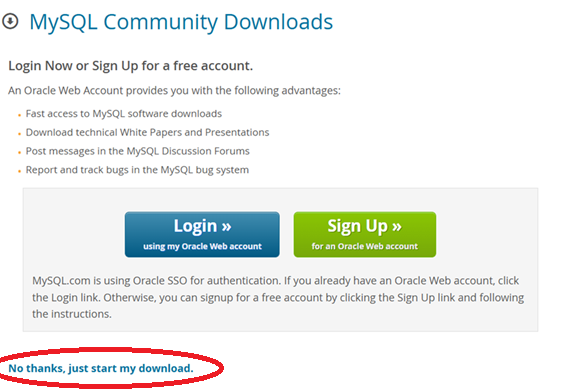 MySQL Community Downloads
Login Now or Sign Up for a free account.
An Oracle Web Account provides you with the following advantages:
Fast access to MySQL software downloads
Download technical White Papers and Presentations
Post messages in the MySQL Discussion Forums
Report and track bugs in the MySQL bug system
Login »
using my Oracle Web account
Sign Up »
for an Oracle Web account
MySQL.com is using Oracle SSO for authentication. If you already have an Oracle Web account, click
the Login link. Otherwise, you can signup for a free account by clicking the Sign Up link and following
the instructions.
No thanks, just start my download.